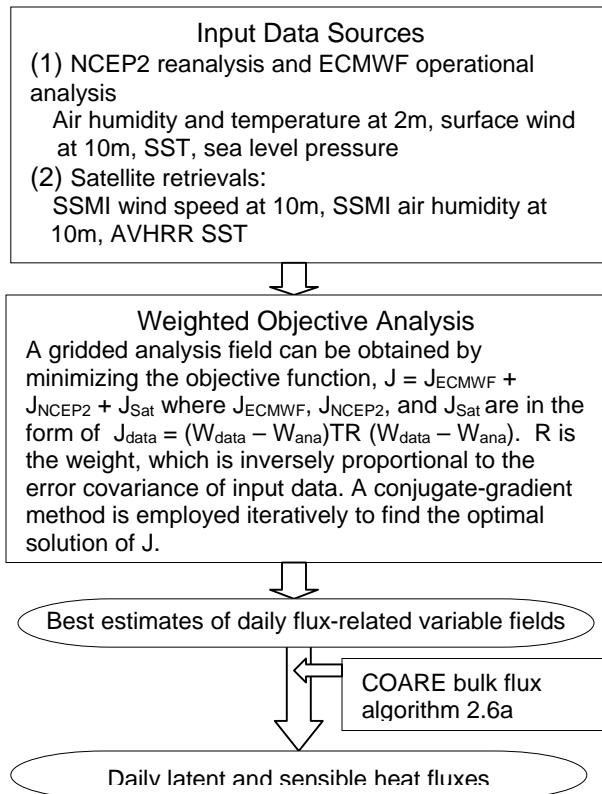 Input Data Sources
(1) NCEP2 reanalysis and ECMWF operational
analysis
Air humidity and temperature at 2m, surface wind
at 10m, SST, sea level pressure
(2) Satellite retrievals:
SSMI wind speed at 10m, SSMI air humidity at
10m, AVHRR SST
Weighted Objective Analysis
A gridded analysis field can be obtained by
minimizing the objective function, J = JECMWF +
JNCEP2 + JSat where JECMWF, JNCEP2, and JSat are in the
form of Jdata = (Wdata – Wana)TR (Wdata – Wana). R is
the weight, which is inversely proportional to the
error covariance of input data. A conjugate-gradient
method is employed iteratively to find the optimal
solution of J.
Best estimates of daily flux-related variable fields
COARE bulk flux
algorithm 2.6a
Daily latent and sensible heat fluxes